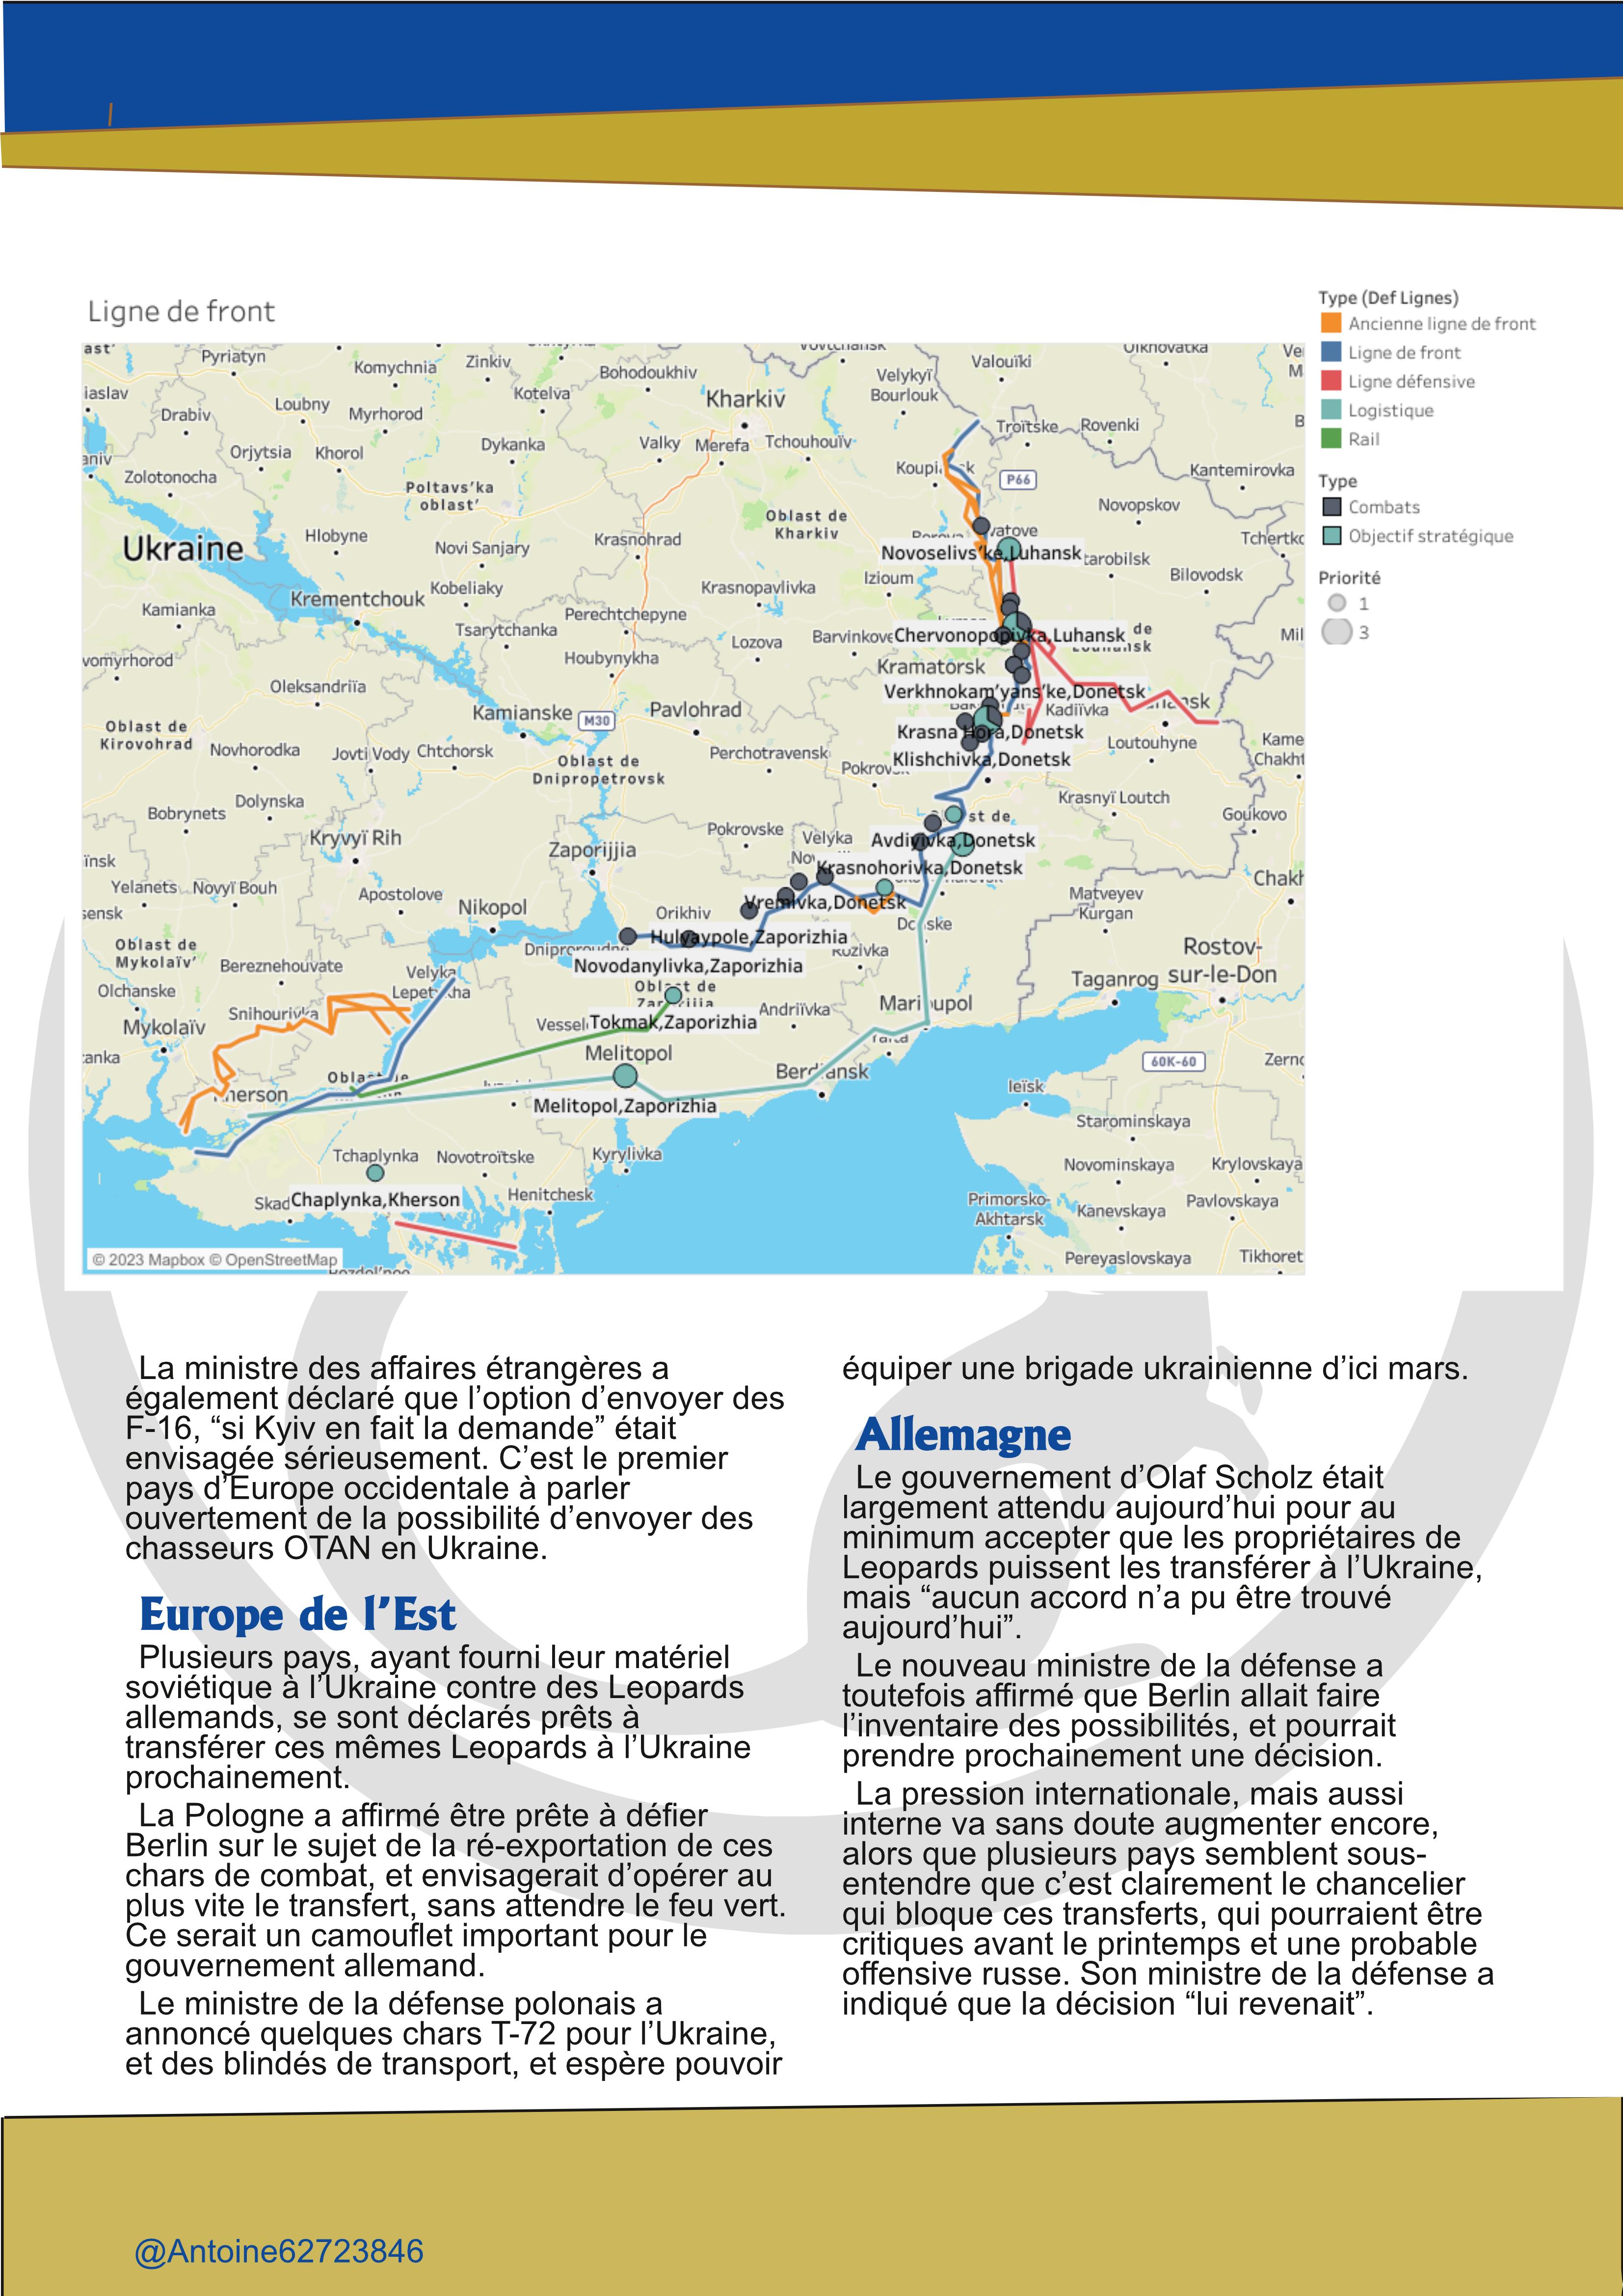 Ligne de front
Type (Def Lignes)
Ancienne ligne de front
Ligne de front
Ligne défensive
Logistique
Rail
Type
Combats
Objectif stratégique
Priorité
1
3
Pyriatyn
Komychnia
Zinkiv
Bohodoukhiv
Valouïki
Velykyï
Bourlouk
Drabiv
Loubny
Myrhorod
Kotelva
Kharkiv
Troïtske
Rovenki
Orjytsia
Khorol
Dykanka
Valky
Merefa
Tchouhouïv
Zolotonocha
P66
Kantemirovka
Poltavs'ka
oblast'
Novopskov
Hlobyne
Novi Sanjary
Krasnohrad
Oblast de
Kharkiv
Ukraine
Novoselivs'ke,Luhansk
Izioum
Bilovodsk
Krementchouk
Kobeliaky
Krasnopavlivka
Kamianka
Tsarytchanka
Perechtchepyne
Lozova
Chervonopopivka,Luhansk
Houbynykha
Kramatorsk
Oleksandriïa
Verkhnokam'yans'ke,Donetsk
Kamianske
M30
Pavlohrad
Kadiïvka
Oblast de
Kirovohrad
Novhorodka
Jovti Vody
Chtchorsk
Perchotravensk
Krasna Hora,Donetsk
Loutouhyne
Klishchivka,Donetsk
Oblast de
Dnipropetrovsk
Bobrynets
Dolynska
Krasnyï Loutch
Goukovo
Kryvyï Rih
Pokrovske
Velyka
Zaporijjia
Avdiyivka,Donetsk
Krasnohorivka,Donetsk
Yelanets
Novyï Bouh
Apostolove
Nikopol
Orikhiv
Vremivka,Donetsk
Matveyev
Kurgan
Hulyaypole,Zaporizhia
Novodanylivka,Zaporizhia
Oblast de
Mykolaïv'
Bereznehouvate
Velyka
Rostov-
sur-le-Don
Taganrog
Olchanske
Snihourivka
Andriïvka
Marioupol
Mykolaïv
Tokmak,Zaporizhia
Melitopol
60K-60
Berdiansk
Ieïsk
Melitopol,Zaporizhia
Starominskaya
Tchaplynka
Novotroïtske
Kyrylivka
Novominskaya
Krylovskaya
Chaplynka,Kherson
Henitchesk
Primorsko-
Akhtarsk
Kanevskaya
Pavlovskaya
Pereyaslovskaya
© 2023 Mapbox © OpenStreetMap
La ministre des affaires étrangères a
également déclaré que l’option d’envoyer des
F-16, “si Kyiv en fait la demande” était
envisagée sérieusement. C’est le premier
pays d’Europe occidentale à parler
ouvertement de la possibilité d’envoyer des
chasseurs OTAN en Ukraine.
Europe de l’Est
Plusieurs pays, ayant fourni leur matériel
soviétique à l’Ukraine contre des Leopards
allemands, se sont déclarés prêts à
transférer ces mêmes Leopards à l’Ukraine
prochainement.
La Pologne a affirmé être prête à défier
Berlin sur le sujet de la ré-exportation de ces
chars de combat, et envisagerait d’opérer au
plus vite le transfert, sans attendre le feu vert.
Ce serait un camouflet important pour le
gouvernement allemand.
Le ministre de la défense polonais a
annoncé quelques chars T-72 pour l’Ukraine,
et des blindés de transport, et espère pouvoir
équiper une brigade ukrainienne d’ici mars.
Allemagne
Le gouvernement d’Olaf Scholz était
largement attendu aujourd’hui pour au
minimum accepter que les propriétaires de
Leopards puissent les transférer à l’Ukraine,
mais “aucun accord n’a pu être trouvé
aujourd’hui”.
Le nouveau ministre de la défense a
toutefois affirmé que Berlin allait faire
l’inventaire des possibilités, et pourrait
prendre prochainement une décision.
La pression internationale, mais aussi
interne va sans doute augmenter encore,
alors que plusieurs pays semblent sous-
entendre que c’est clairement le chancelier
qui bloque ces transferts, qui pourraient être
critiques avant le printemps et une probable
offensive russe. Son ministre de la défense a
indiqué que la décision “lui revenait”.
@Antoine62723846